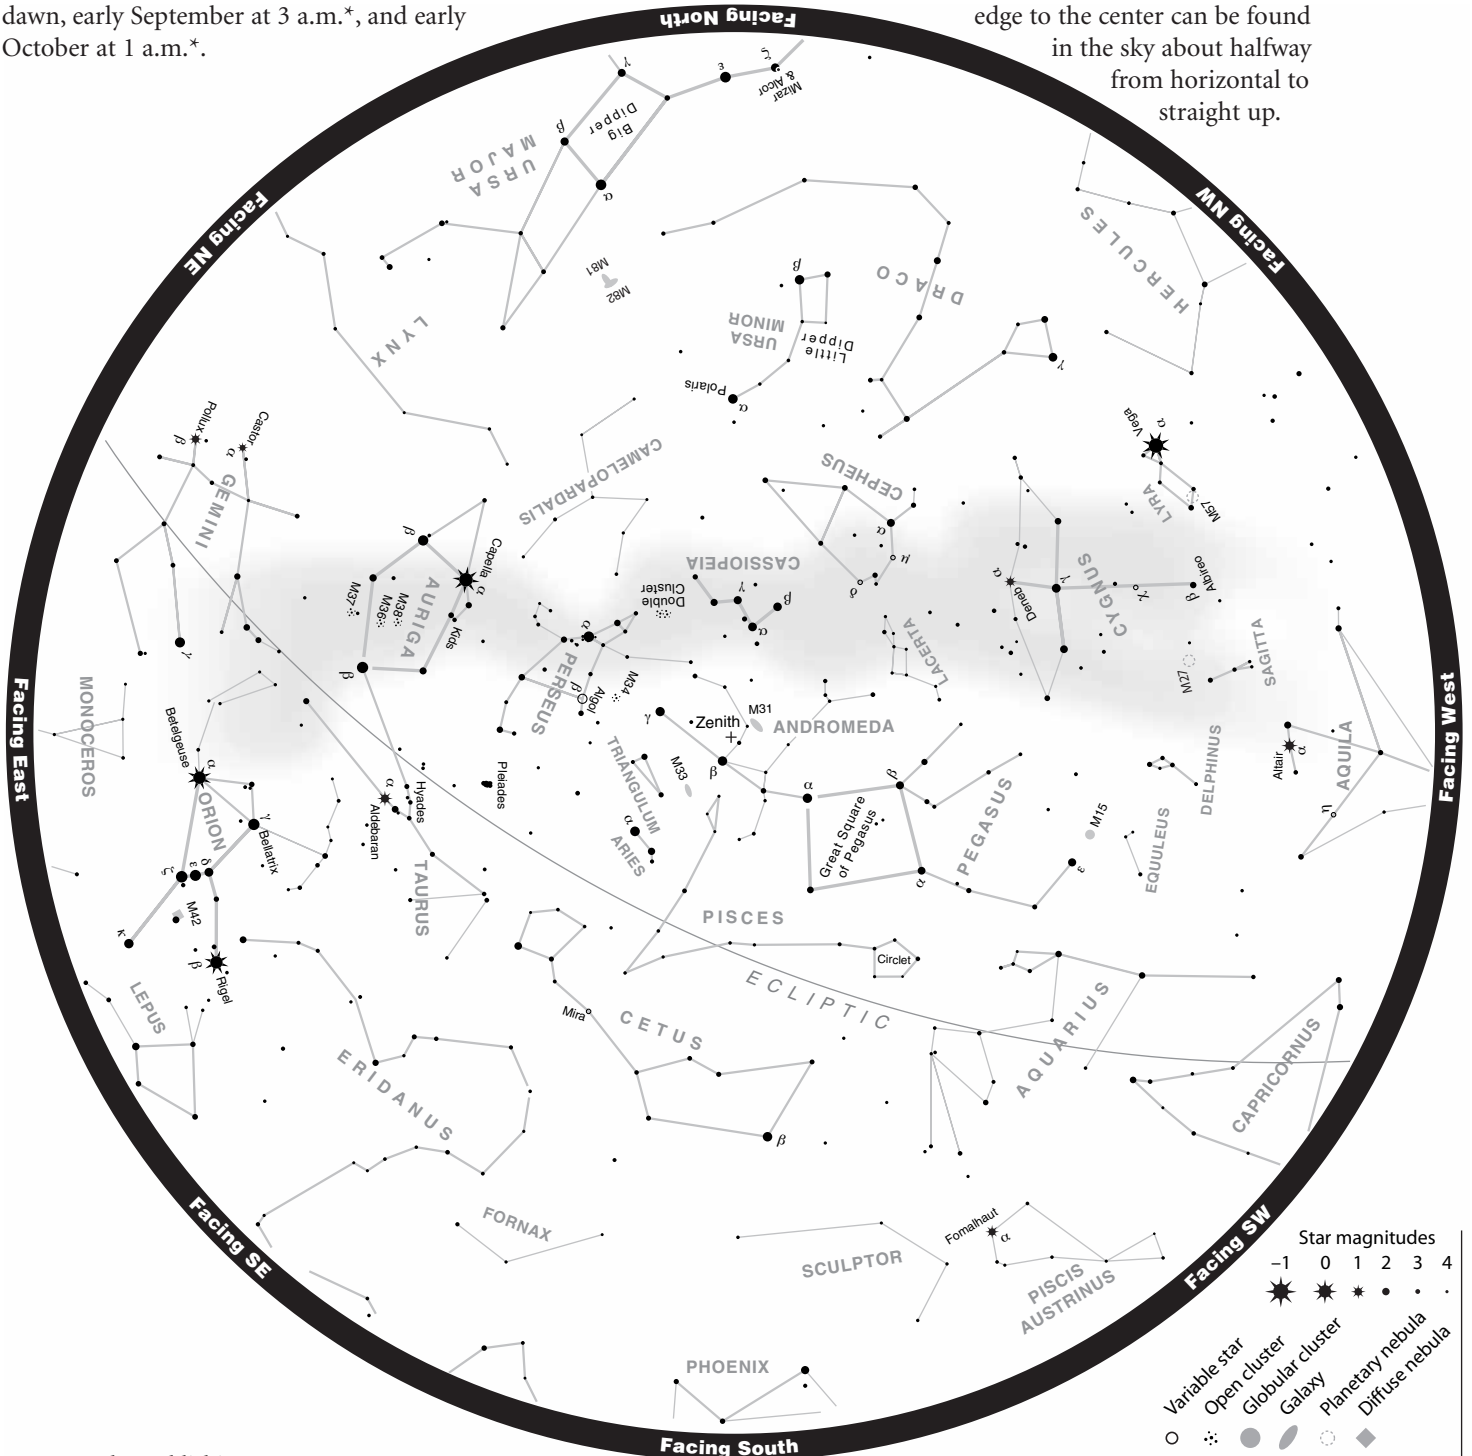 dawn, early September at 3 a.m.*, and early
October at 1 a.m.*.
edge to the center can be found
in the sky about halfway
from horizontal to
straight up.
Facing North
Facing NE
Facing NW
Facing East
Facing West
Facing SE
Facing SW
Facing South
γ
ε
ζ
Mizar
& Alcor
Big
Dipper
β
α
URSA
MAJOR
M81
M82
LYNX
DRACO
γ
HERCULES
β
URSA
MINOR
Little
Dipper
Polaris
α
Pollux
β
Castor
α
GEMINI
γ
CAMELOPARDALIS
CEPHEUS
α
μ
δ
Vega
α
LYRA
M57
β
Capella
α
AURIGA
M37
M36
M38
Kids
β
CASSIOPEIA
γ
β
α
Double
Cluster
α
PERSEUS
β
Algol
M34
LACERTA
α
Deneb
γ
CYGNUS
χ
β
Albireo
M27
SAGITTA
MONOCEROS
Betelgeuse
α
ORION
γ
Bellatrix
ζ
ε
δ
M42
κ
β
Rigel
α
Aldebaran
Hyades
TAURUS
Pleiades
γ
Zenith
+
M31
ANDROMEDA
β
TRIANGULUM
M33
α
ARIES
α
β
Great Square
of Pegasus
α
PEGASUS
M15
ε
EQUULEUS
DELPHINUS
α
Altair
AQUILA
η
PISCES
Circlet
ECLIPTIC
LEPUS
ERIDANUS
Mira
CETUS
β
AQUARIUS
CAPRICORNUS
FORNAX
SCULPTOR
Fomalhaut
α
PISCIS
AUSTRINUS
PHOENIX
Star magnitudes
–1 0 1 2 3 4
Variable star
Open cluster
Globular cluster
Galaxy
Planetary nebula
Diffuse nebula